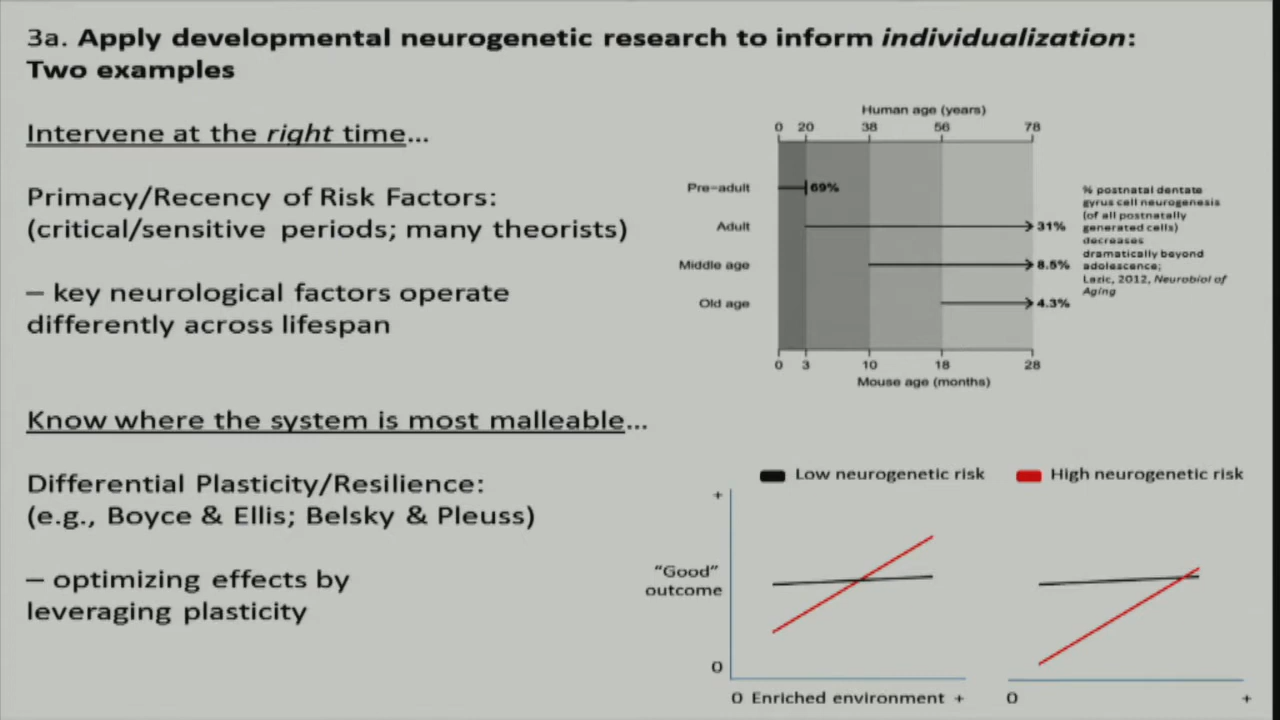 3a. Apply developmental neurogenetic research to inform individualization:
Two examples
Intervene at the right time...
Primacy/Recency of Risk Factors:
(critical/sensitive periods; many theorists)
– key neurological factors operate
differently across lifespan
Human age (years)
0 20 38 56 78
Pre-adult 69%
Adult 31%
Middle age 8.5%
Old age 4.3%
0 3 10 18 28
Mouse age (months)
% postnatal dentate
gyrus cell neurogenesis
(of all postnatally
generated cells)
decreases
dramatically beyond
adolescence;
Lazic, 2012, Neurobiol of
Aging
Know where the system is most malleable...
Differential Plasticity/Resilience:
(e.g., Boyce & Ellis; Belsky & Pleuss)
– optimizing effects by
leveraging plasticity
Low neurogenetic risk High neurogenetic risk
+
"Good"
outcome
0
0 Enriched environment + 0 +